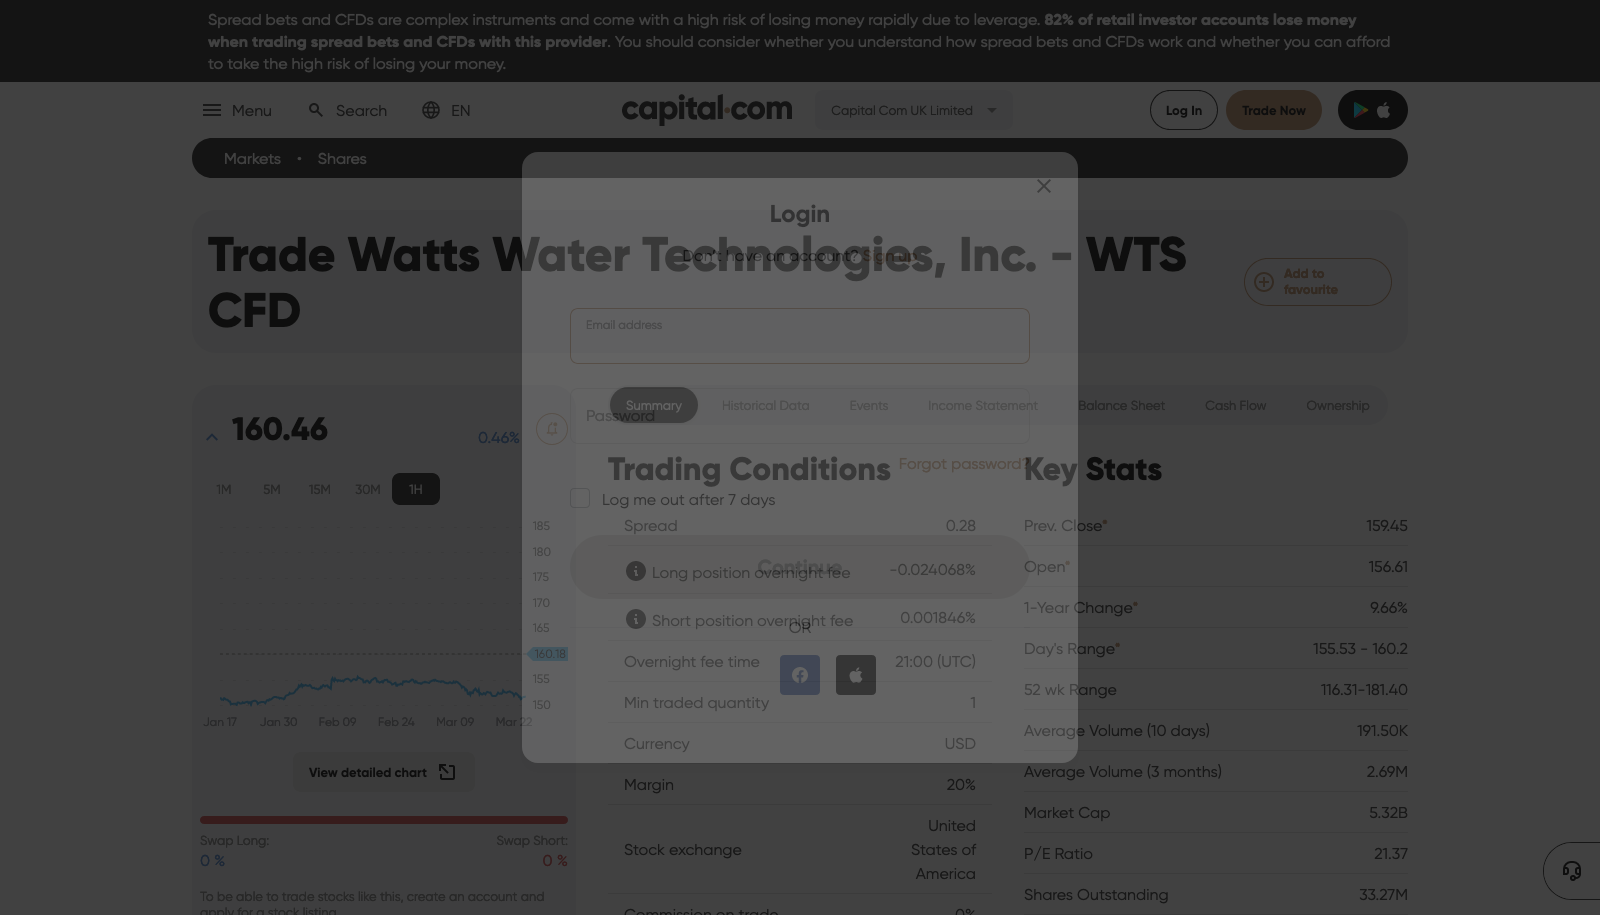 Spread bets and CFDs are complex instruments and come with a high risk of losing money rapidly due to leverage. 82% of retail investor accounts lose money
when trading spread bets and CFDs with this provider. You should consider whether you understand how spread bets and CFDs work and whether you can afford
to take the high risk of losing your money.
Menu
Search
EN
capital.com
Capital Com UK Limited
Log In
Trade Now
Markets • Shares
Login
Trade Watts Water Technologies, Inc. - WTS
CFD
Don't have an account? Sign up
Add to
favourite
Email address
Summary
Historical Data
Events
Income Statement
Balance Sheet
Cash Flow
Ownership
Password
160.46
0.46%
1M
5M
15M
30M
1H
Trading Conditions
Forgot password?
Key Stats
Log me out after 7 days
185
180
175
170
165
160.18
155
150
Jan 17
Jan 30
Feb 09
Feb 24
Mar 09
Mar 22
View detailed chart
Swap Long:
0 %
Swap Short:
0 %
To be able to trade stocks like this, create an account and
apply for a stock listing
Spread 0.28
Continue
Long position overnight fee -0.024068%
Short position overnight fee 0.001846%
OR
Overnight fee time 21:00 (UTC)
Min traded quantity 1
Currency USD
Margin 20%
Stock exchange
United
States of
America
Commission on trade 0%
Prev. Close* 159.45
Open* 156.61
1-Year Change* 9.66%
Day's Range* 155.53 - 160.2
52 wk Range 116.31-181.40
Average Volume (10 days) 191.50K
Average Volume (3 months) 2.69M
Market Cap 5.32B
P/E Ratio 21.37
Shares Outstanding 33.27M